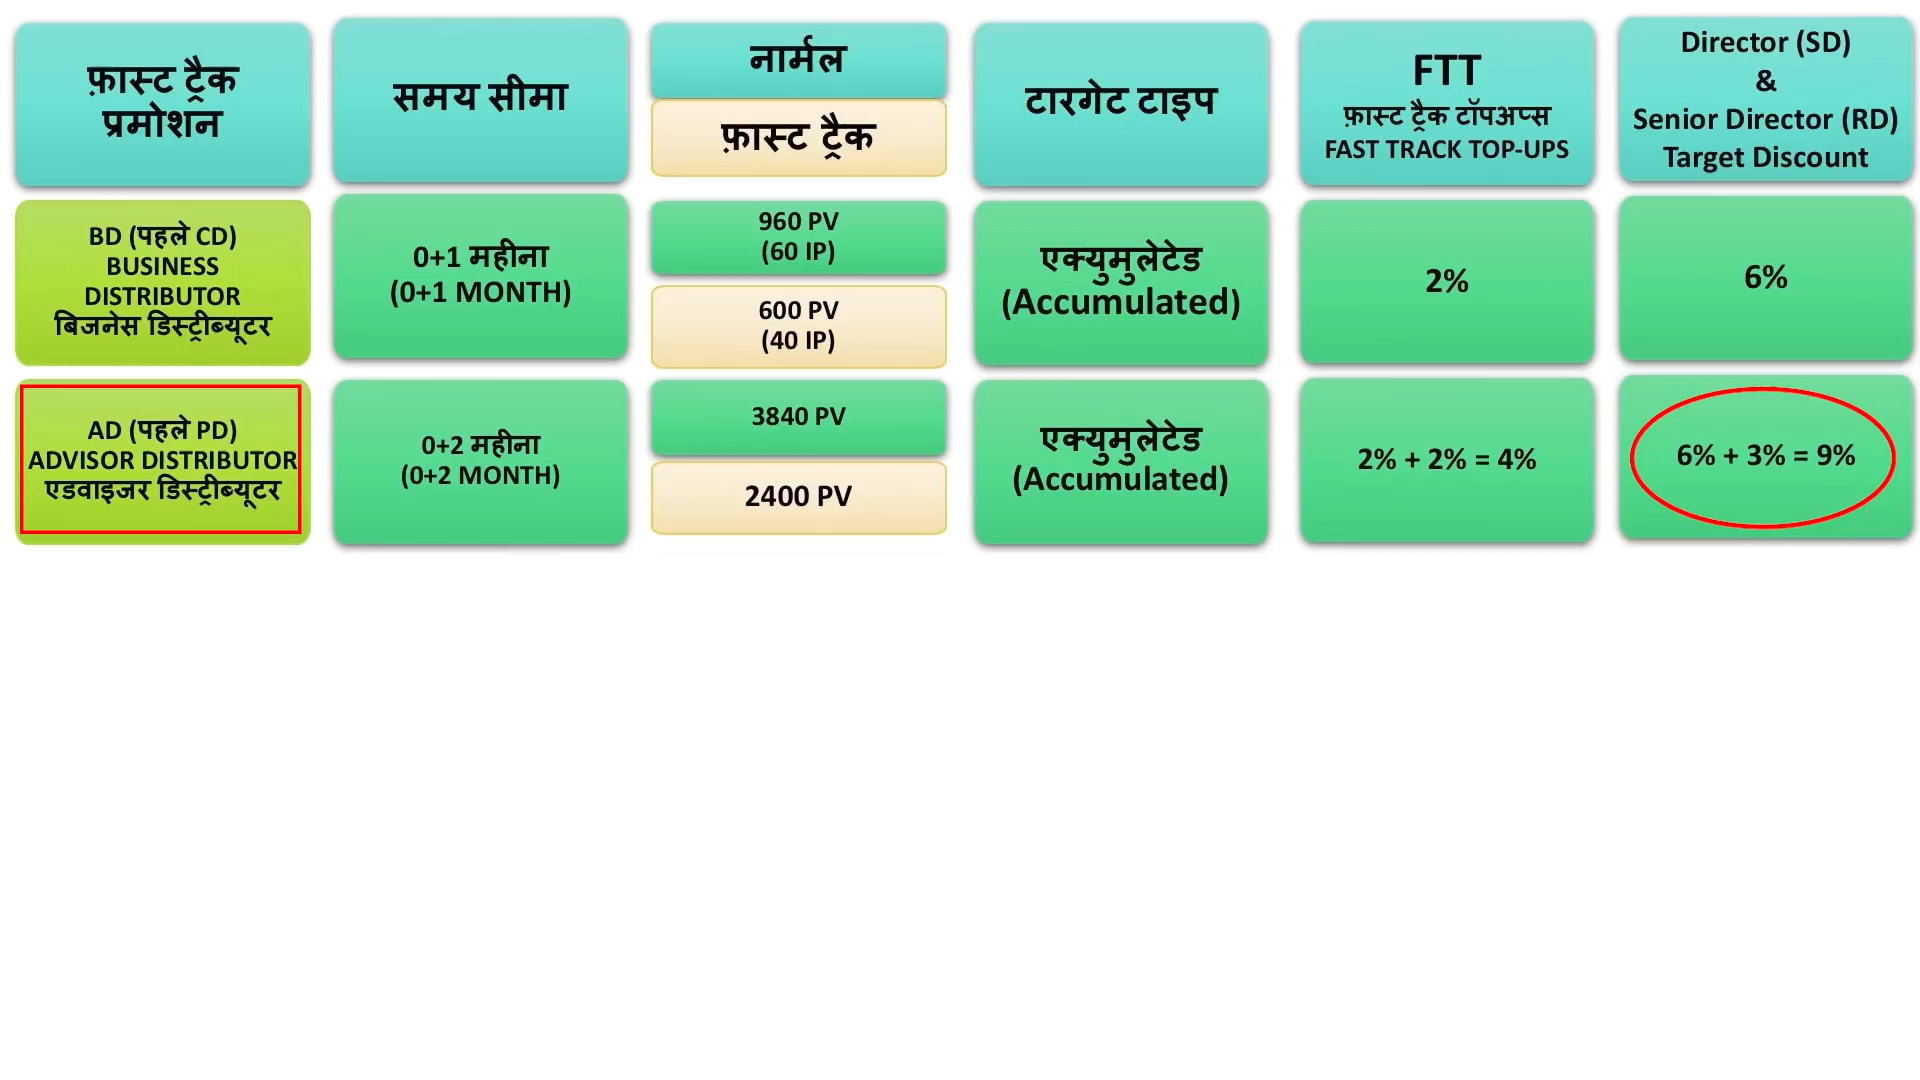 फ़ास्ट ट्रैक
प्रमोशन
समय सीमा
नार्मल
फ़ास्ट ट्रैक
टारगेट टाइप
FTT
फ़ास्ट ट्रैक टॉपअप्स
FAST TRACK TOP-UPS
Director (SD)
&
Senior Director (RD)
Target Discount
BD (पहले CD)
BUSINESS
DISTRIBUTOR
बिजनेस डिस्ट्रीब्यूटर
0+1 महीना
(0+1 MONTH)
960 PV
(60 IP)
600 PV
(40 IP)
एक्युमुलेटेड
(Accumulated)
2%
6%
AD (पहले PD)
ADVISOR DISTRIBUTOR
एडवाइजर डिस्ट्रीब्यूटर
0+2 महीना
(0+2 MONTH)
3840 PV
2400 PV
एक्युमुलेटेड
(Accumulated)
2% + 2% = 4%
6% + 3% = 9%